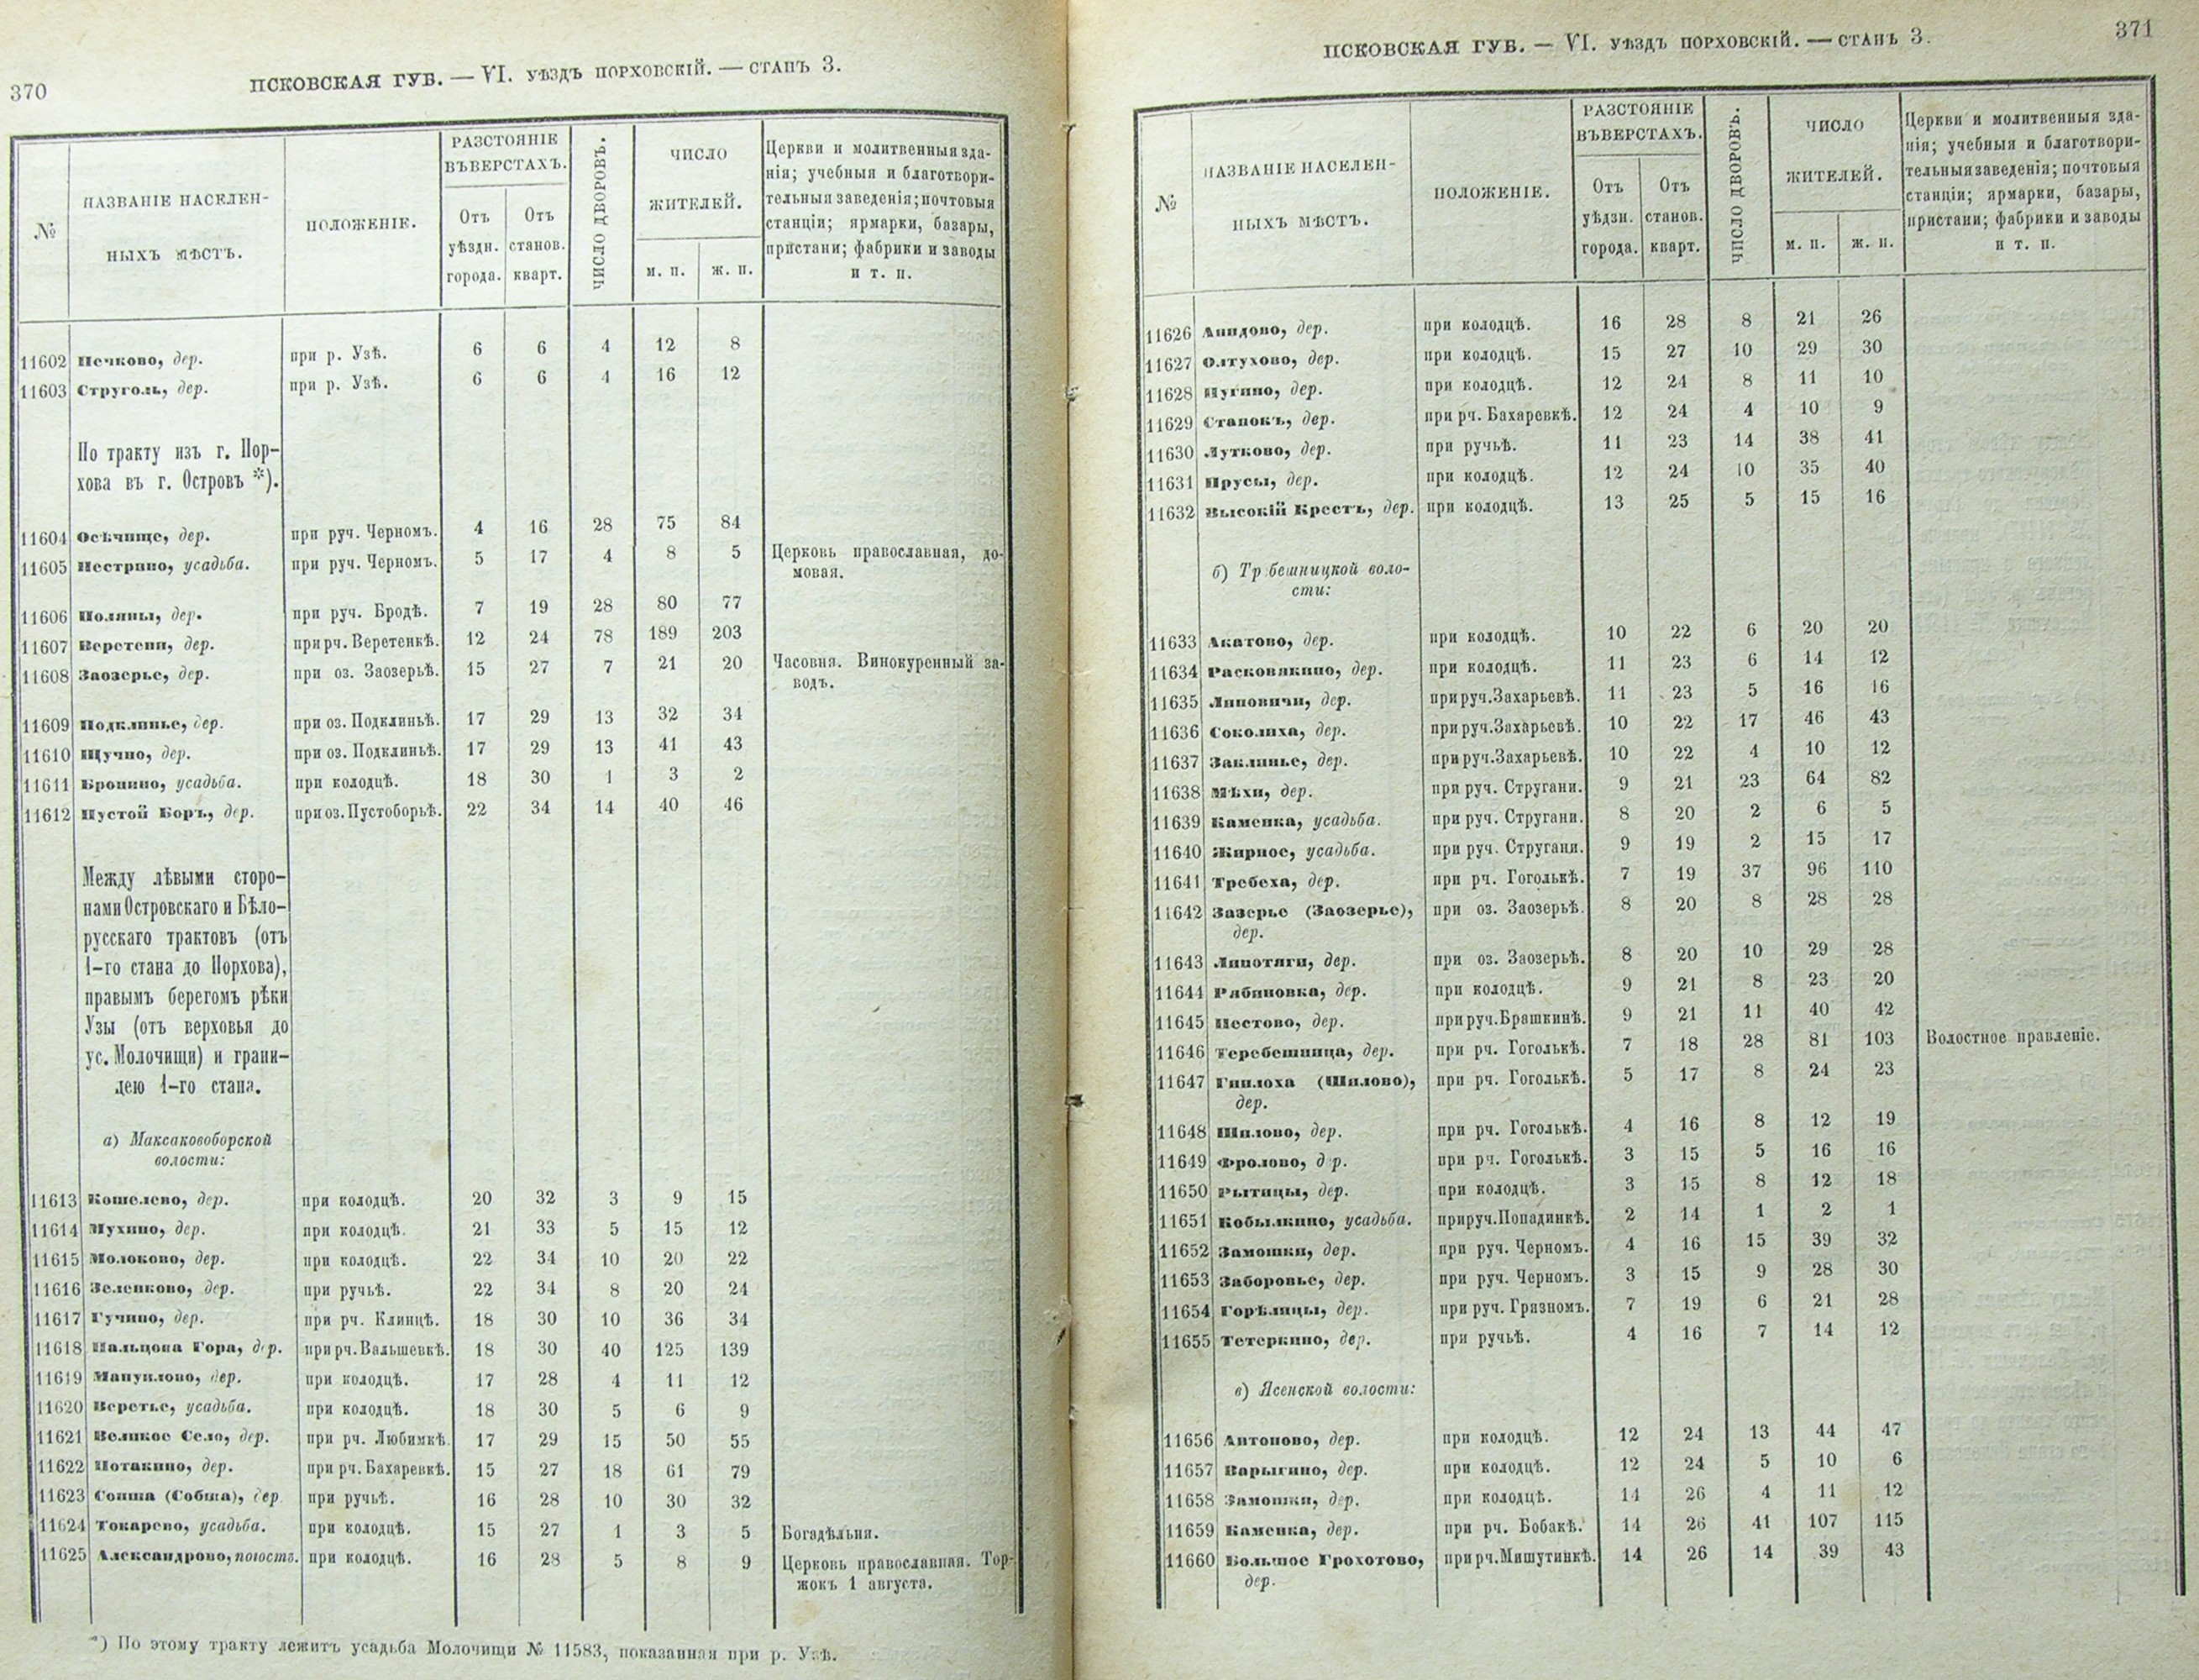 370
ПСКОВСКАЯ ГУБ. — VI. УѢЗДЪ ПОРХОВСКІЙ. — СТАНЪ 3.
№
НАЗВАНІЕ НАСЕЛЕН-
НЫХЪ МѢСТЪ.
ПОЛОЖЕНІЕ.
РАЗСТОЯНІЕ
ВЪ ВЕРСТАХЪ.
Отъ уѣздн. города.
Отъ станов. кварт.
ЧИСЛО ДВОРОВЪ.
ЧИСЛО
ЖИТЕЛЕЙ.
м. п. ж. п.
Церкви и молитвенныя зда-
нія; учебныя и благотвори-
тельныя заведенія; почтовыя
станціи; ярмарки, базары,
пристани; фабрики и заводы
и т. п.
11602 Печково, дер. при р. Узѣ. 6 6 4 12 8
11603 Струголь, дер. при р. Узѣ. 6 6 4 16 12
По тракту изъ г. Пор-
хова въ г. Островъ *).
11604 Осѣчище, дер. при руч. Черномъ. 4 16 28 75 84
11605 Пестрино, усадьба. при руч. Черномъ. 5 17 4 8 5 Церковь православная, до-
мовая.
11606 Поляны, дер. при руч. Бродѣ. 7 19 28 80 77
11607 Веретени, дер. при рч. Веретенкѣ. 12 24 78 189 203
11608 Заозерье, дер. при оз. Заозерьѣ. 15 27 7 21 20 Часовня. Винокуренный за-
водъ.
11609 Подклинье, дер. при оз. Подклиньѣ. 17 29 13 32 34
11610 Щучно, дер. при оз. Подклиньѣ. 17 29 13 41 43
11611 Бронино, усадьба. при колодцѣ. 18 30 1 3 2
11612 Пустой Боръ, дер. при оз. Пустоборьѣ. 22 34 14 40 46
Между лѣвыми сторо-
нами Островскаго и Бѣло-
русскаго трактовъ (отъ
1-го стана до Порхова),
правымъ берегомъ рѣки
Узы (отъ верховья до
ус. Молочищи) и грани-
цею 1-го стана.
а) Максаковоборской
волости:
11613 Кошелево, дер. при колодцѣ. 20 32 3 9 15
11614 Мухино, дер. при колодцѣ. 21 33 5 15 12
11615 Молоково, дер. при колодцѣ. 22 34 10 20 22
11616 Зеленково, дер. при ручьѣ. 22 34 8 20 24
11617 Гучино, дер. при рч. Клинцѣ. 18 30 10 36 34
11618 Пальцова Гора, дер. при рч. Вальшевкѣ. 18 30 40 125 139
11619 Мануилово, дер. при колодцѣ. 17 28 4 11 12
11620 Веретье, усадьба. при колодцѣ. 18 30 5 6 9
11621 Великое Село, дер. при рч. Любимкѣ. 17 29 15 50 55
11622 Потакино, дер. при рч. Бахаревкѣ. 15 27 18 61 79
11623 Сопша (Собша), дер. при ручьѣ. 16 28 10 30 32
11624 Токарево, усадьба. при колодцѣ. 15 27 1 3 5 Богадѣльня.
11625 Александрово, погостъ. при колодцѣ. 16 28 5 8 9 Церковь православная. Тор-
жокъ 1 августа.
*) По этому тракту лежитъ усадьба Молочищи № 11583, показанная при р. Узѣ.
ПСКОВСКАЯ ГУБ. — VI. УѢЗДЪ ПОРХОВСКІЙ. — СТАНЪ 3.
371
№
НАЗВАНІЕ НАСЕЛЕН-
НЫХЪ МѢСТЪ.
ПОЛОЖЕНІЕ.
РАЗСТОЯНІЕ
ВЪ ВЕРСТАХЪ.
Отъ уѣздн. города.
Отъ станов. кварт.
ЧИСЛО ДВОРОВЪ.
ЧИСЛО
ЖИТЕЛЕЙ.
м. п. ж. п.
Церкви и молитвенныя зда-
нія; учебныя и благотвори-
тельныя заведенія; почтовыя
станціи; ярмарки, базары,
пристани; фабрики и заводы
и т. п.
11626 Анидово, дер. при колодцѣ. 16 28 8 21 26
11627 Олтухово, дер. при колодцѣ. 15 27 10 29 30
11628 Пугино, дер. при колодцѣ. 12 24 8 11 10
11629 Станокъ, дер. при рч. Бахаревкѣ. 12 24 4 10 9
11630 Лутково, дер. при ручьѣ. 11 23 14 38 41
11631 Прусы, дер. при колодцѣ. 12 24 10 35 40
11632 Высокій Крестъ, дер. при колодцѣ. 13 25 5 15 16
б) Тр бешницкой воло-
сти:
11633 Акатово, дер. при колодцѣ. 10 22 6 20 20
11634 Расковякино, дер. при колодцѣ. 11 23 6 14 12
11635 Липовичи, дер. при руч. Захарьевѣ. 11 23 5 16 16
11636 Соколиха, дер. при руч. Захарьевѣ. 10 22 17 46 43
11637 Заклинье, дер. при руч. Захарьевѣ. 10 22 4 10 12
11638 Мѣхи, дер. при руч. Стругани. 9 21 23 64 82
11639 Каменка, усадьба. при руч. Стругани. 8 20 2 6 5
11640 Жирное, усадьба. при руч. Стругани. 9 19 2 15 17
11641 Требеха, дер. при рч. Гоголькѣ. 7 19 37 96 110
11642 Зазерье (Заозерье),
дер. при оз. Заозерьѣ. 8 20 8 28 28
11643 Липотяги, дер. при оз. Заозерьѣ. 8 20 10 29 28
11644 Рябиновка, дер. при колодцѣ. 9 21 8 23 20
11645 Пестово, дер. при руч. Брашкинѣ. 9 21 11 40 42
11646 Теребешница, дер. при рч. Гоголькѣ. 7 18 28 81 103 Волостное правленіе.
11647 Гнилоха (Шилово),
дер. при рч. Гоголькѣ. 5 17 8 24 23
11648 Шилово, дер. при рч. Гоголькѣ. 4 16 8 12 19
11649 Фролово, д р. при рч. Гоголькѣ. 3 15 5 16 16
11650 Рытицы, дер. при колодцѣ. 3 15 8 12 18
11651 Кобылкино, усадьба. при руч. Попадинкѣ. 2 14 1 2 1
11652 Замошки, дер. при руч. Черномъ. 4 16 15 39 32
11653 Заборовье, дер. при руч. Черномъ. 3 15 9 28 30
11654 Горѣлицы, дер. при руч. Грязномъ. 7 19 6 21 28
11655 Тетеркино, дер. при ручьѣ. 4 16 7 14 12
в) Ясенской волости:
11656 Антоново, дер. при колодцѣ. 12 24 13 44 47
11657 Варыгино, дер. при колодцѣ. 12 24 5 10 6
11658 Замошки, дер. при колодцѣ. 14 26 4 11 12
11659 Каменка, дер. при рч. Бобакѣ. 14 26 41 107 115
11660 Большое Грохотово,
дер. при рч. Мишутинкѣ. 14 26 14 39 43